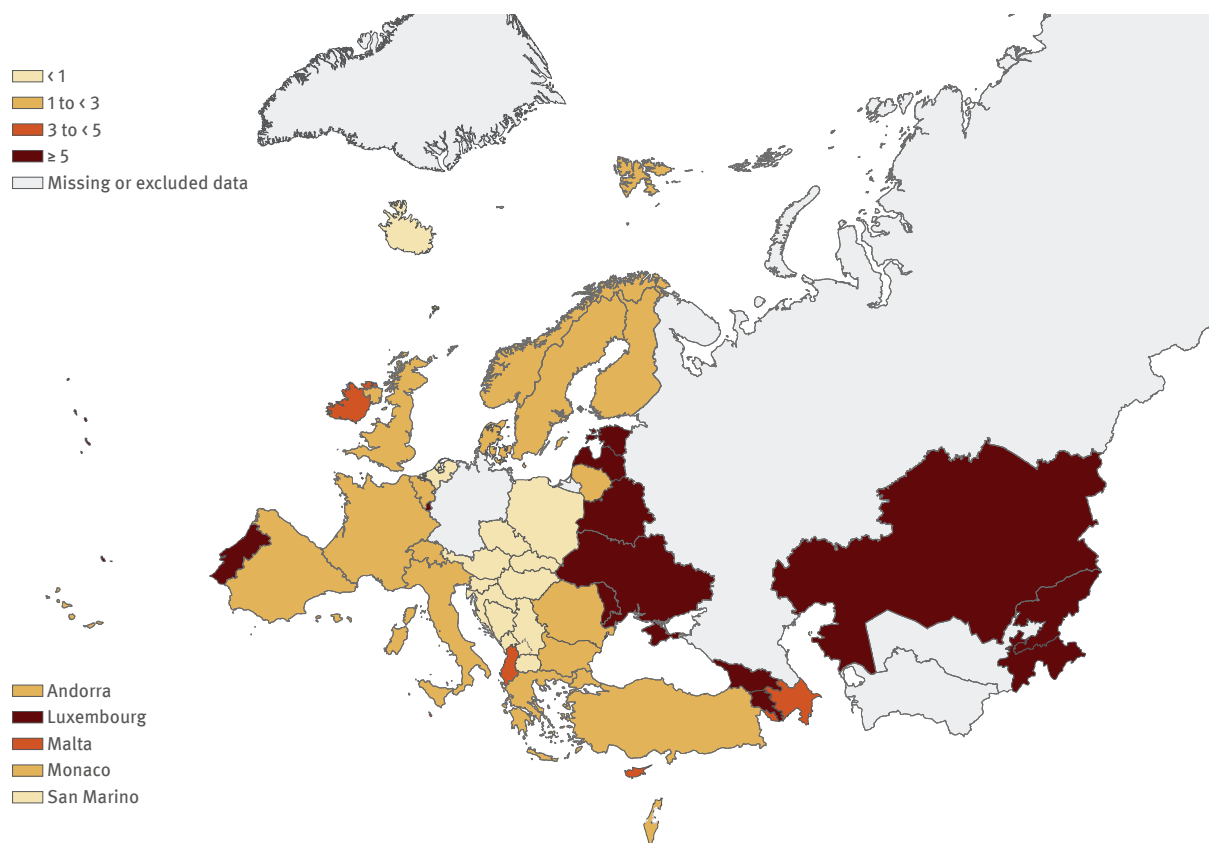 < 1
1 to < 3
3 to < 5
≥ 5
Missing or excluded data
Andorra
Luxembourg
Malta
Monaco
San Marino